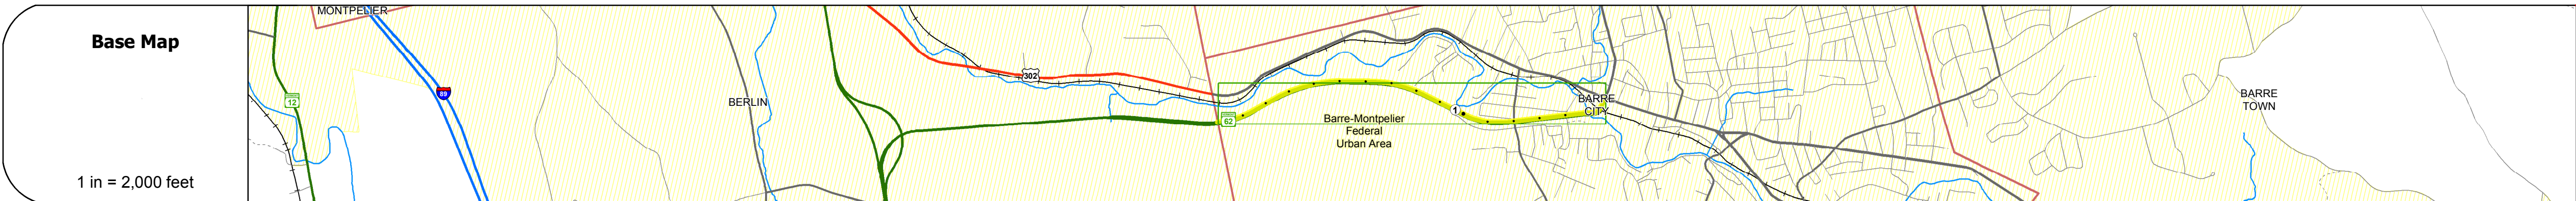 Base Map
1 in = 2,000 feet
MONTPELIER
12
89
BERLIN
302
62
Barre-Montpelier
Federal
Urban Area
1
BARRE
CITY
BARRE
TOWN